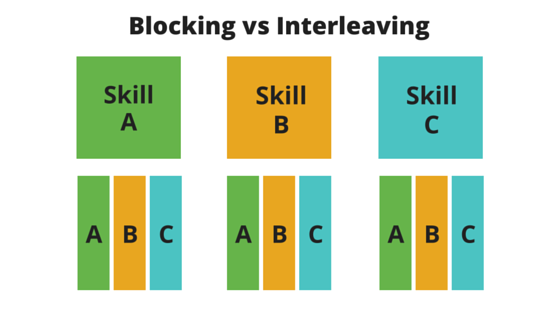 Blocking vs Interleaving
Skill
A
Skill
B
Skill
C
A B C
A B C
A B C